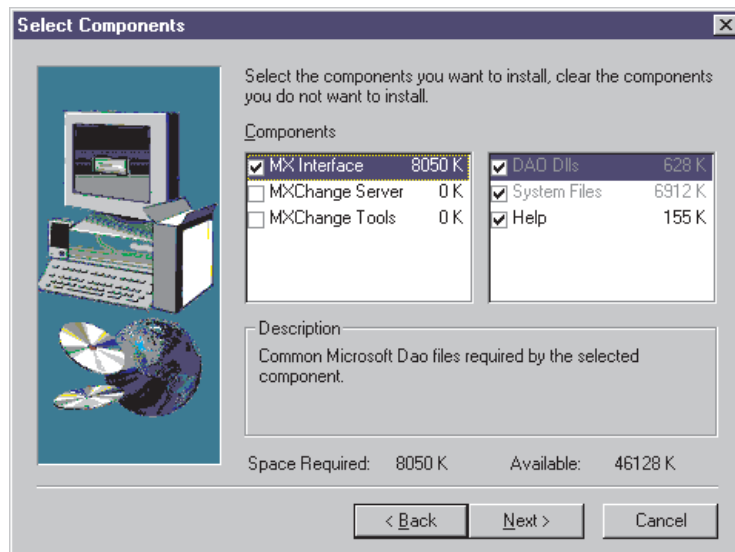 Select Components
Select the components you want to install, clear the components
you do not want to install.
Components
MX Interface 8050 K
MXChange Server 0 K
MXChange Tools 0 K
DAO Dlls 628 K
System Files 6912 K
Help 155 K
Description
Common Microsoft Dao files required by the selected
component.
Space Required: 8050 K Available: 46128 K
< Back Next > Cancel